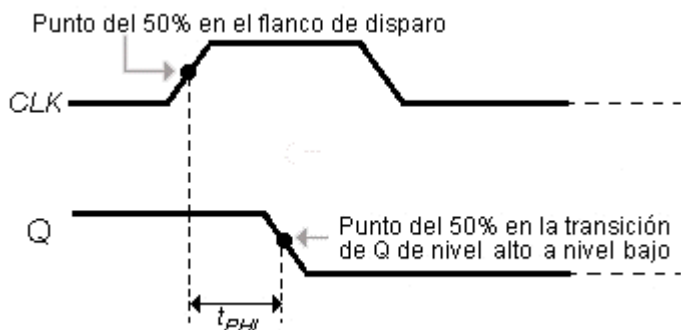 Punto del 50% en el flanco de disparo
CLK
Q
Punto del 50% en la transición
de Q de nivel alto a nivel bajo
tPHL